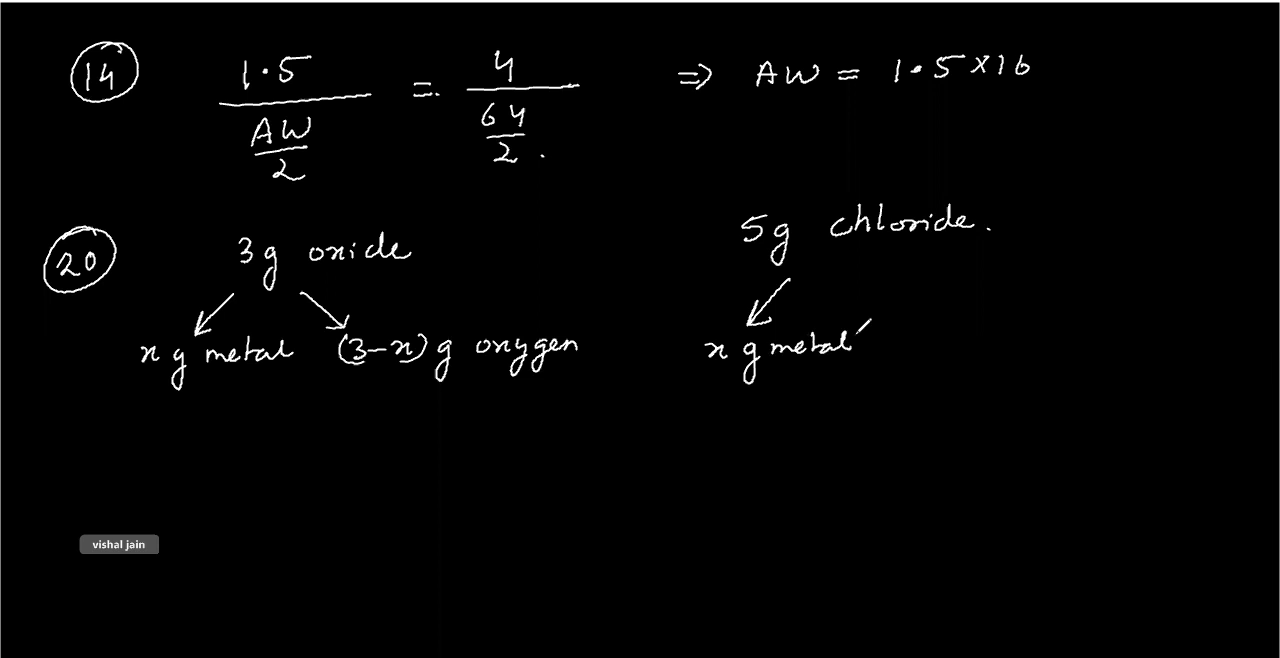 (14) 1.5 / (AW/2) = 4 / (64/2) . ⇒ AW = 1.5×16
(20) 3g oxide 5g chloride.
x g metal (3-x) g oxygen x g metal
vishal jain